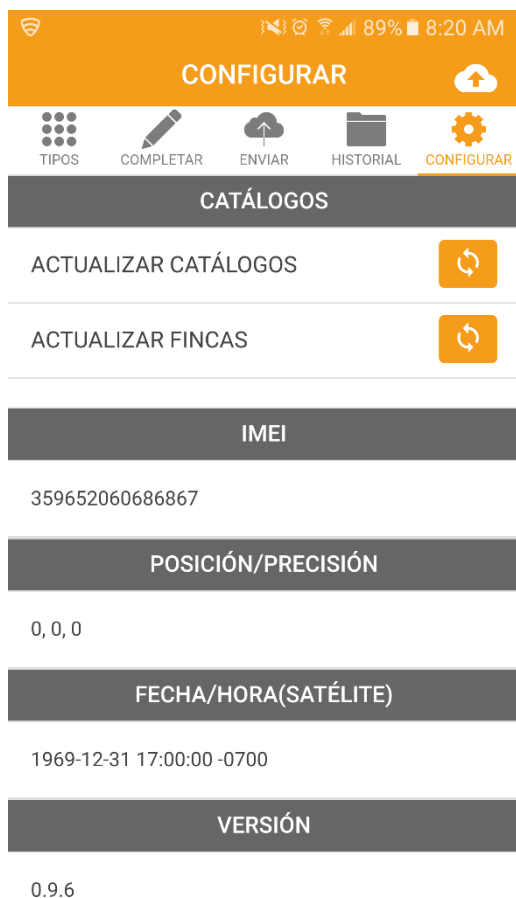 89% 8:20 AM
CONFIGURAR
TIPOS COMPLETAR ENVIAR HISTORIAL CONFIGURAR
CATÁLOGOS
ACTUALIZAR CATÁLOGOS
ACTUALIZAR FINCAS
IMEI
359652060686867
POSICIÓN/PRECISIÓN
0, 0, 0
FECHA/HORA(SATÉLITE)
1969-12-31 17:00:00 -0700
VERSIÓN
0.9.6